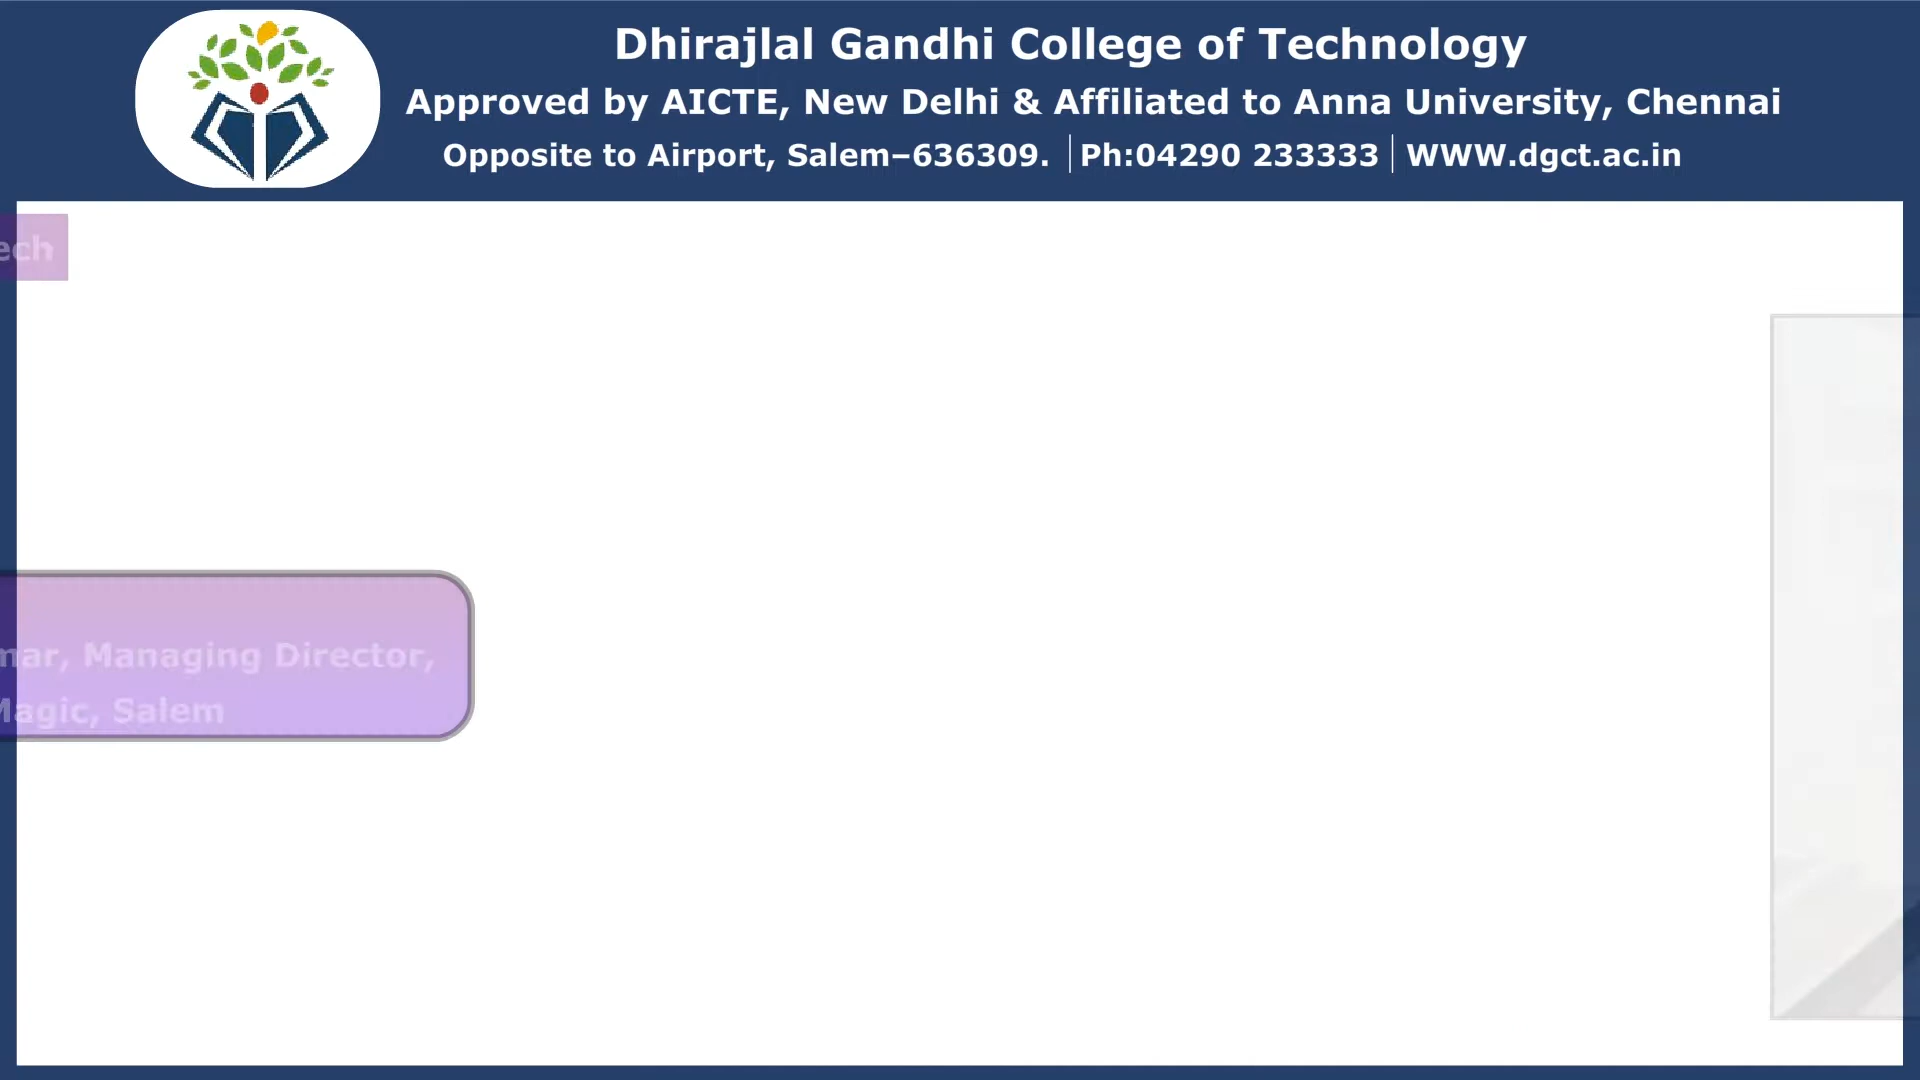 Dhirajlal Gandhi College of Technology
Approved by AICTE, New Delhi & Affiliated to Anna University, Chennai
Opposite to Airport, Salem–636309. |Ph:04290 233333|WWW.dgct.ac.in
ech
mar, Managing Director,
Magic, Salem